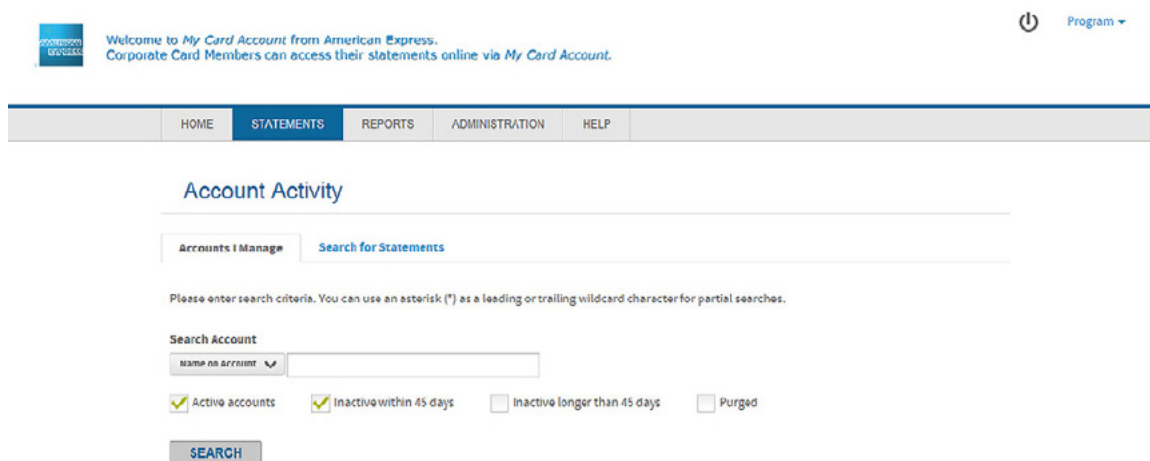 AMERICAN EXPRESS
Welcome to My Card Account from American Express.
Corporate Card Members can access their statements online via My Card Account.
Program
HOME STATEMENTS REPORTS ADMINISTRATION HELP
Account Activity
Accounts I Manage Search for Statements
Please enter search criteria. You can use an asterisk (*) as a leading or trailing wildcard character for partial searches.
Search Account
Name on Account
Active accounts Inactive within 45 days Inactive longer than 45 days Purged
SEARCH